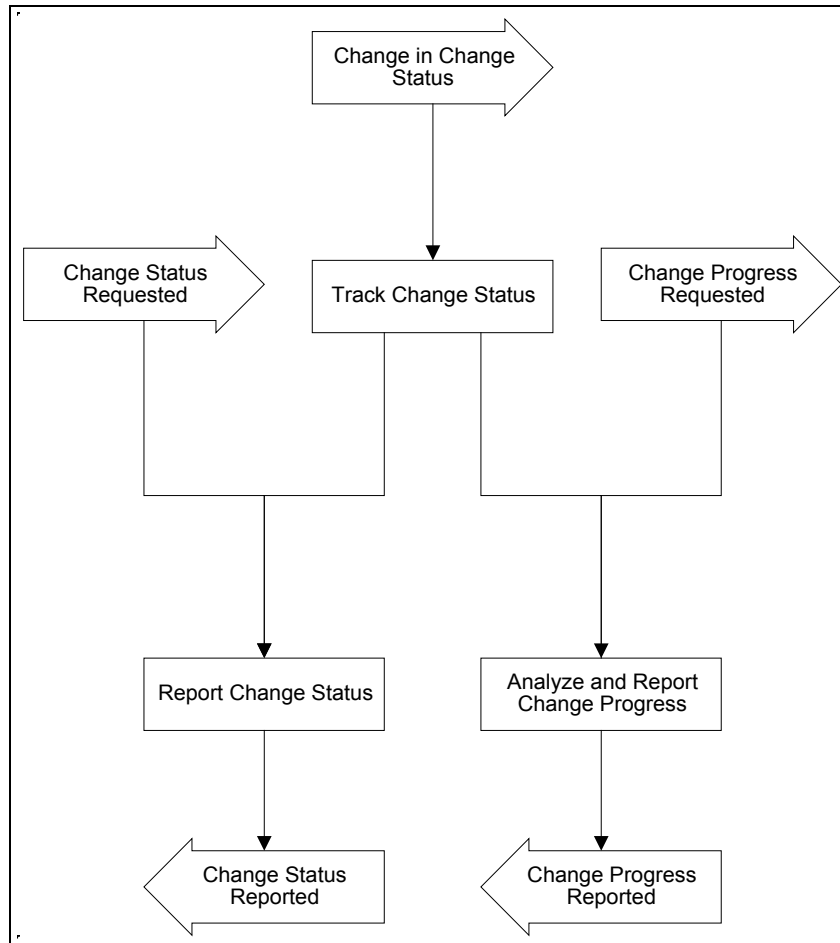 Change in Change
Status
Change Status
Requested
Track Change Status
Change Progress
Requested
Report Change Status
Analyze and Report
Change Progress
Change Status
Reported
Change Progress
Reported